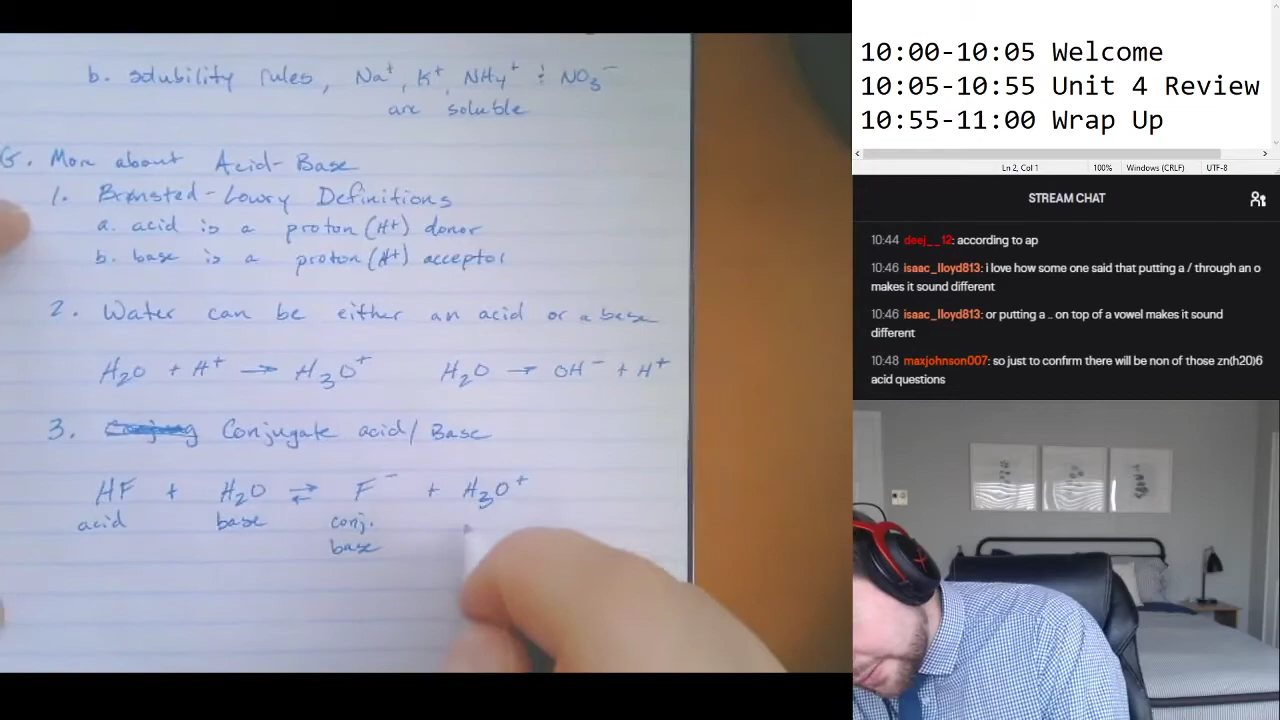 b. solubility rules, Na⁺, K⁺, NH₄⁺ & NO₃⁻
are soluble
G. More about Acid-Base
1. Brønsted-Lowry Definitions
a. acid is a proton (H+) donor
b. base is a proton (H+) acceptor
2. Water can be either an acid or a base
H₂O + H⁺ → H₃O⁺ H₂O → OH⁻ + H⁺
3. Conjugate acid/Base
HF + H₂O ⇌ F⁻ + H₃O⁺
acid base conj.
base
10:00-10:05 Welcome
10:05-10:55 Unit 4 Review
10:55-11:00 Wrap Up
Ln 2, Col 1 100% Windows (CRLF) UTF-8
STREAM CHAT
10:44 deej__12: according to ap
10:46 isaac_lloyd813: i love how some one said that putting a / through an o
makes it sound different
10:46 isaac_lloyd813: or putting a .. on top of a vowel makes it sound
different
10:48 maxjohnson007: so just to confirm there will be non of those zn(h20)6
acid questions